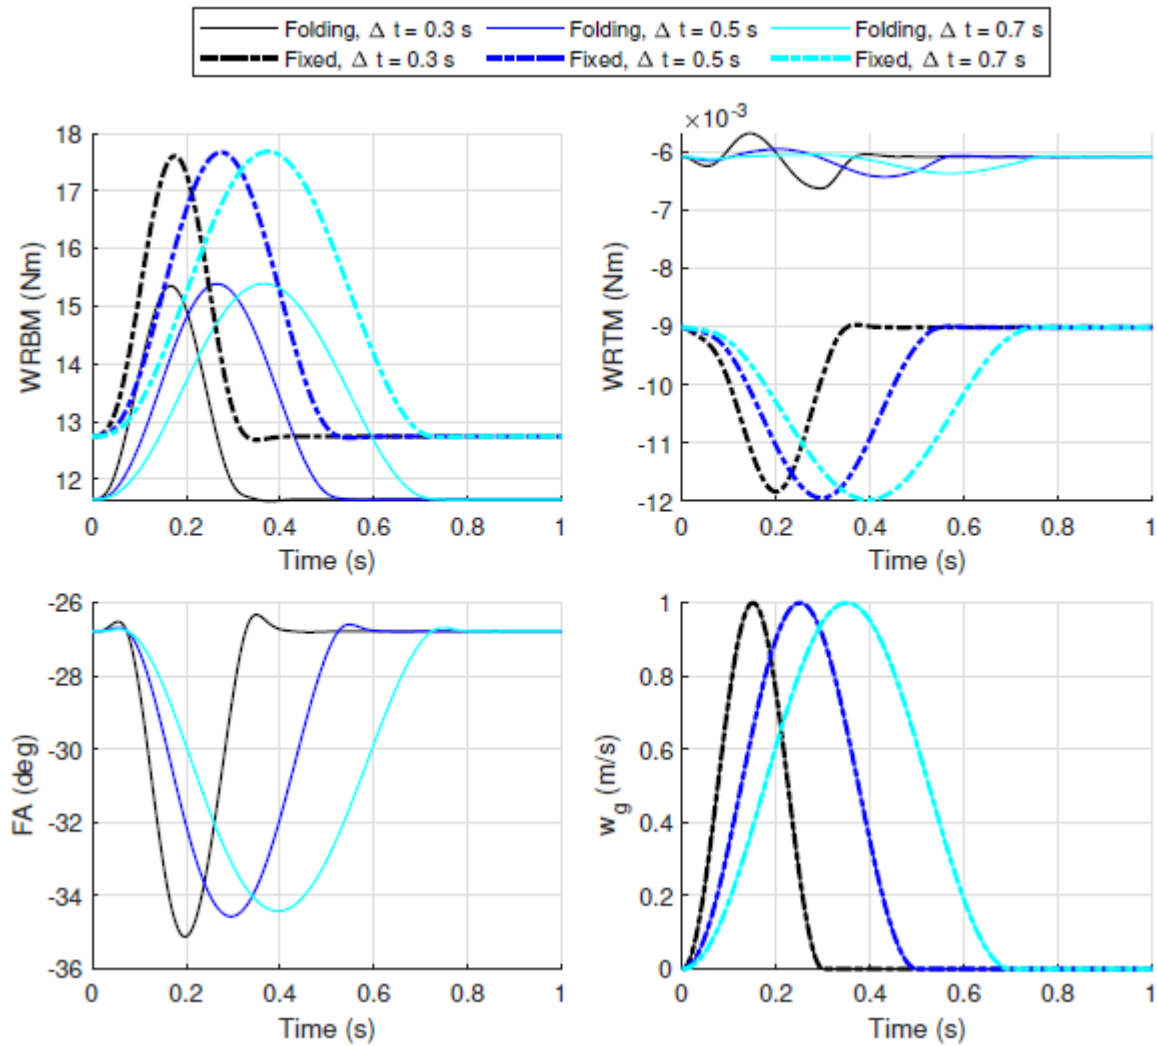 Folding, Δ t = 0.3 s Folding, Δ t = 0.5 s Folding, Δ t = 0.7 s
Fixed, Δ t = 0.3 s Fixed, Δ t = 0.5 s Fixed, Δ t = 0.7 s
WRBM (Nm)
18
17
16
15
14
13
12
0 0.2 0.4 0.6 0.8 1
Time (s)
×10^-3
WRTM (Nm)
-6
-7
-8
-9
-10
-11
-12
0 0.2 0.4 0.6 0.8 1
Time (s)
FA (deg)
-26
-28
-30
-32
-34
-36
0 0.2 0.4 0.6 0.8 1
Time (s)
w_g (m/s)
1
0.8
0.6
0.4
0.2
0
0 0.2 0.4 0.6 0.8 1
Time (s)